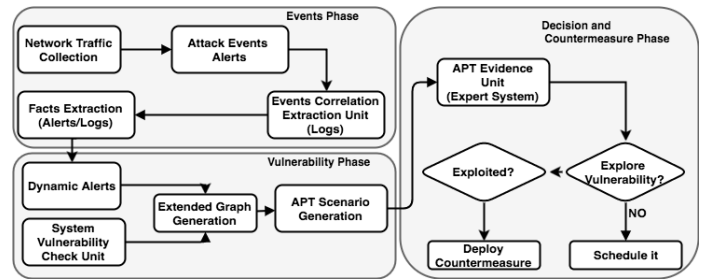 Events Phase
Network Traffic
Collection
Attack Events
Alerts
Facts Extraction
(Alerts/Logs)
Events Correlation
Extraction Unit
(Logs)
Vulnerability Phase
Dynamic Alerts
System
Vulnerability
Check Unit
Extended Graph
Generation
APT Scenario
Generation
Decision and
Countermeasure Phase
APT Evidence
Unit
(Expert System)
Exploited?
Explore
Vulnerability?
NO
Deploy
Countermeasure
Schedule it